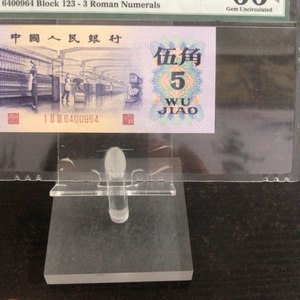 6400964 Block 123 - 3 Roman Numerals
66
Gem Uncirculated
中國人民銀行
伍角
5
WU
JIAO
I II III 6400964